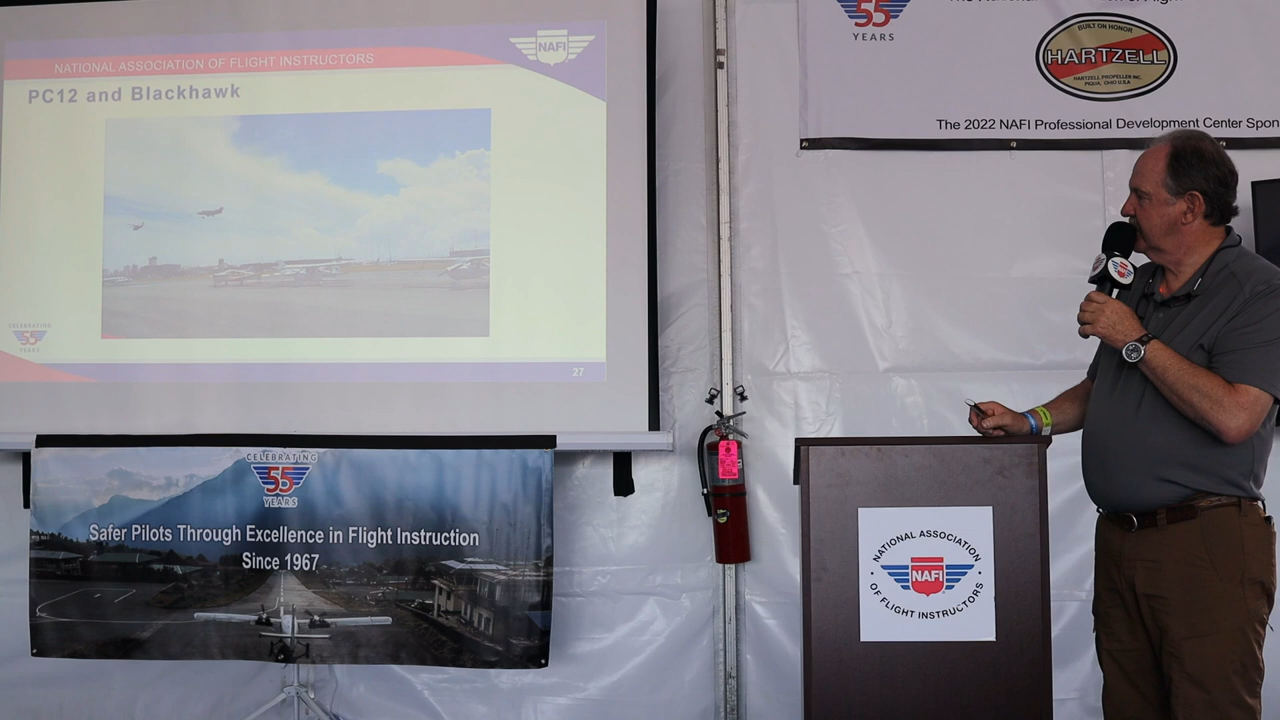 NATIONAL ASSOCIATION OF FLIGHT INSTRUCTORS
NAFI
PC12 and Blackhawk
CELEBRATING
55
YEARS
27
55
YEARS
BUILT ON HONOR
HARTZELL
HARTZELL PROPELLER INC.
PIQUA, OHIO U.S.A
The 2022 NAFI Professional Development Center Spon
CELEBRATING
55
YEARS
Safer Pilots Through Excellence in Flight Instruction
Since 1967
NATIONAL ASSOCIATION
NAFI
OF FLIGHT INSTRUCTORS